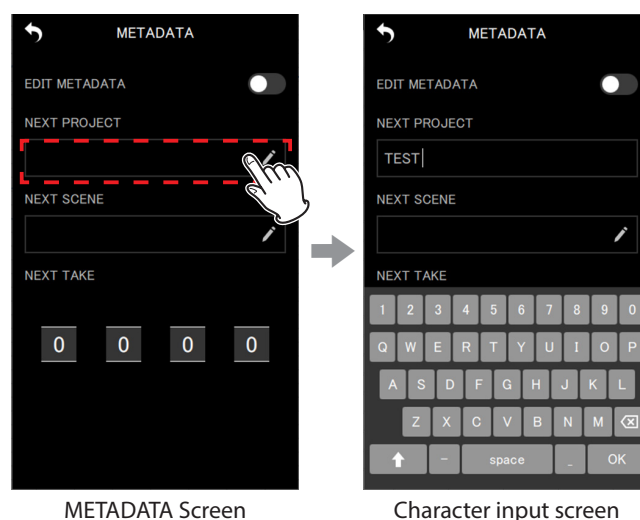 METADATA
EDIT METADATA
NEXT PROJECT
NEXT SCENE
NEXT TAKE
0 0 0 0
METADATA Screen
METADATA
EDIT METADATA
NEXT PROJECT
TEST
NEXT SCENE
NEXT TAKE
1 2 3 4 5 6 7 8 9 0
Q W E R T Y U I O P
A S D F G H J K L
Z X C V B N M
- space _ OK
Character input screen